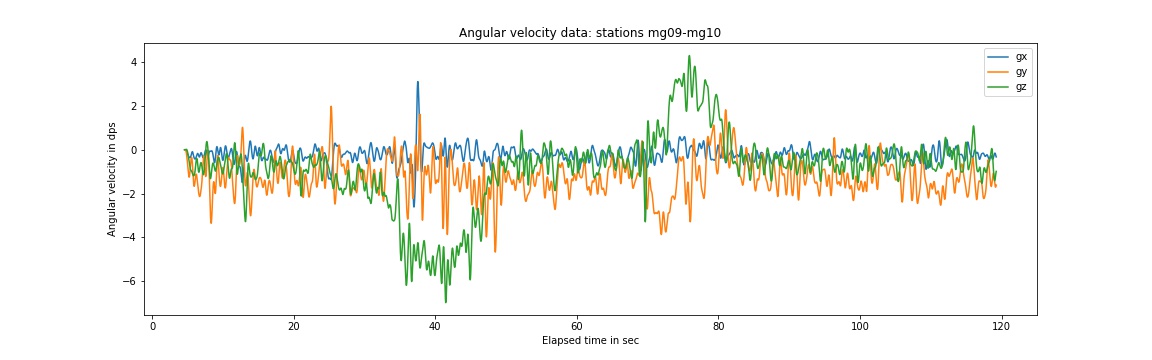 Angular velocity data: stations mg09-mg10
gx
gy
gz
Angular velocity in dps
4
2
0
−2
−4
−6
0 20 40 60 80 100 120
Elapsed time in sec